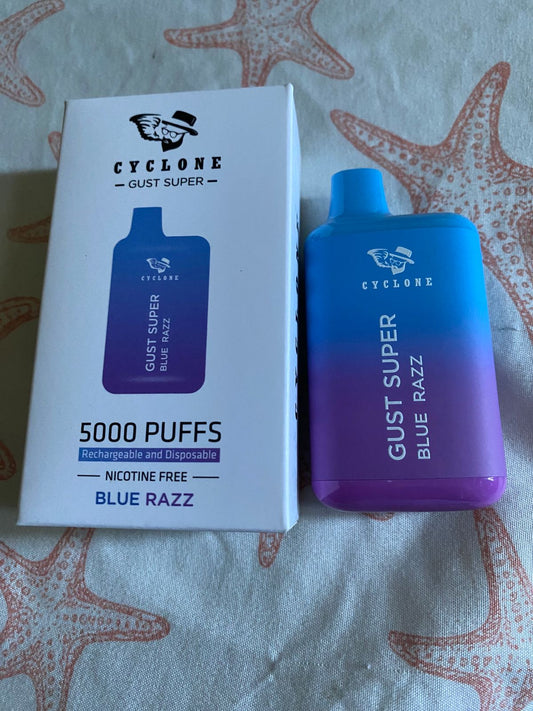 CYCLONE
GUST SUPER
CYCLONE
GUST SUPER
BLUE RAZZ
5000 PUFFS
Rechargeable and Disposable
NICOTINE FREE
BLUE RAZZ
CYCLONE
GUST SUPER
BLUE RAZZ